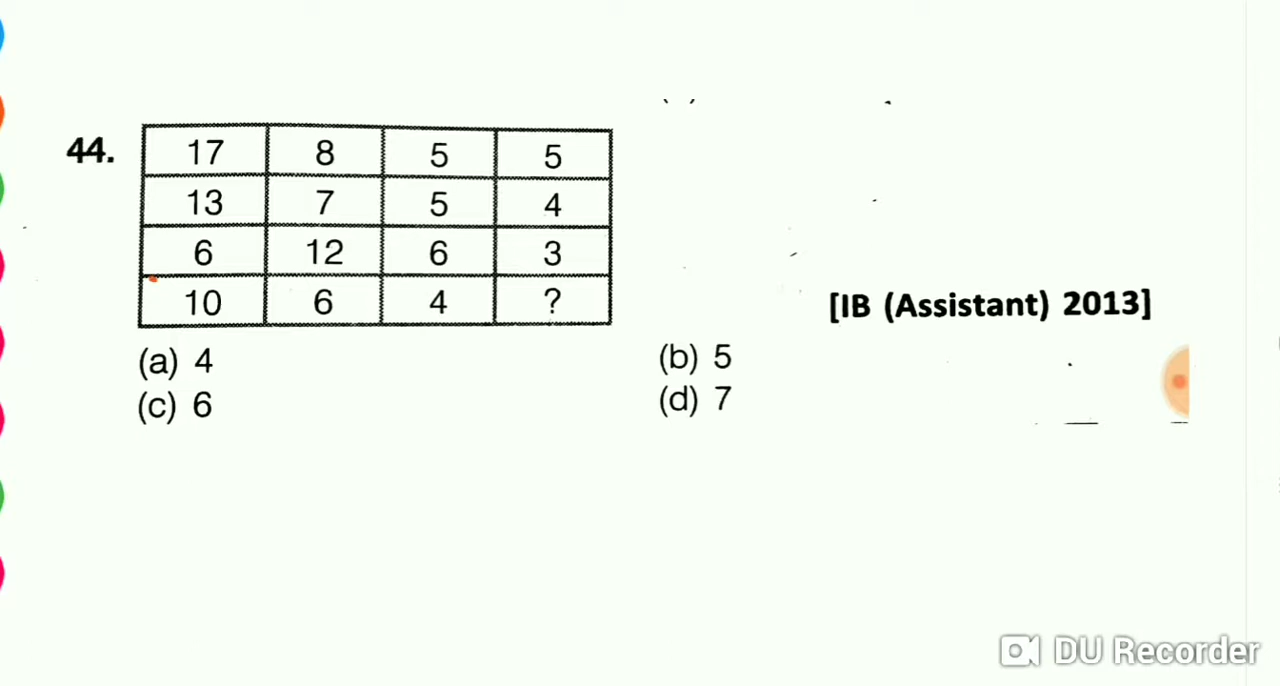 44. 17 8 5 5
13 7 5 4
6 12 6 3
10 6 4 ?
[IB (Assistant) 2013]
(a) 4 (b) 5
(c) 6 (d) 7
DU Recorder